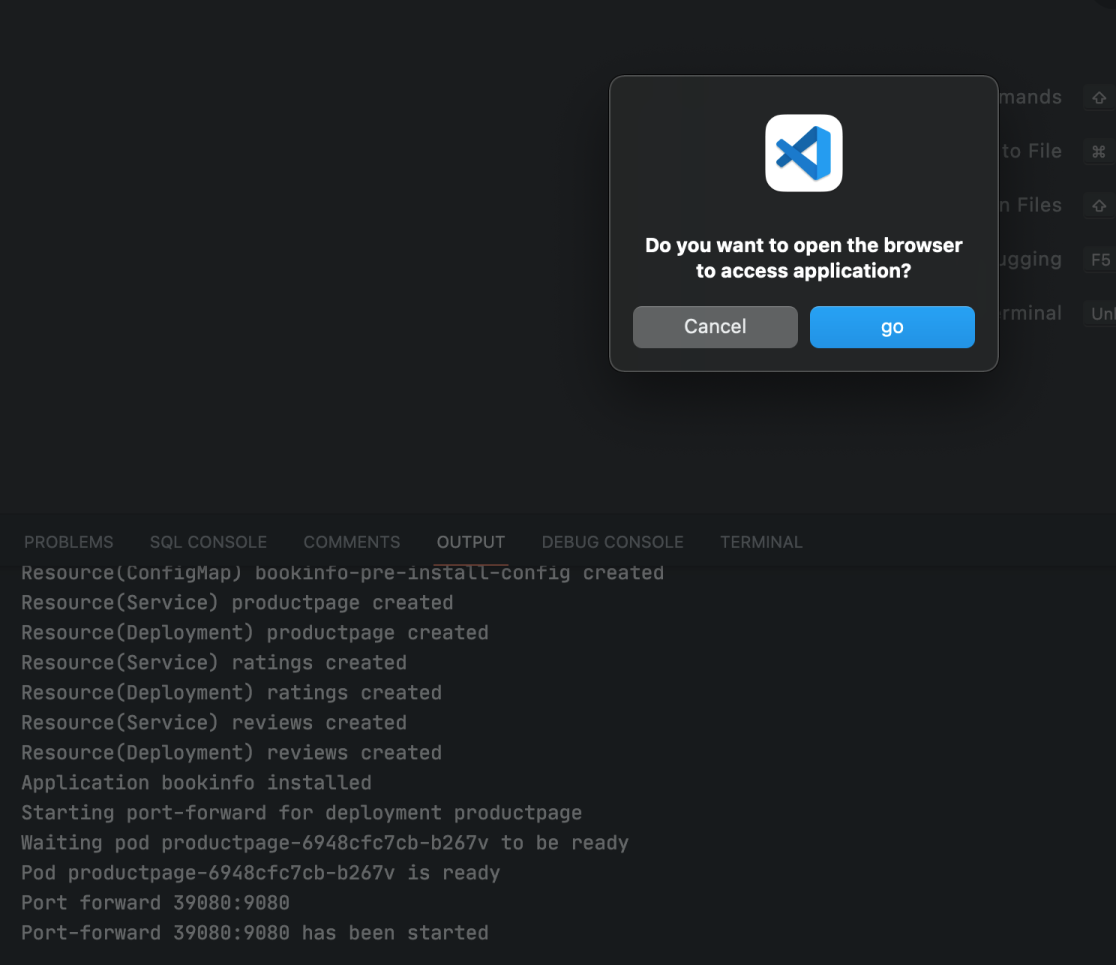 mands ⇧
to File ⌘
n Files ⇧
ugging F5
rminal
Do you want to open the browser
to access application?
Cancel go
PROBLEMS SQL CONSOLE COMMENTS OUTPUT DEBUG CONSOLE TERMINAL
Resource(ConfigMap) bookinfo-pre-install-config created
Resource(Service) productpage created
Resource(Deployment) productpage created
Resource(Service) ratings created
Resource(Deployment) ratings created
Resource(Service) reviews created
Resource(Deployment) reviews created
Application bookinfo installed
Starting port-forward for deployment productpage
Waiting pod productpage-6948cfc7cb-b267v to be ready
Pod productpage-6948cfc7cb-b267v is ready
Port forward 39080:9080
Port-forward 39080:9080 has been started